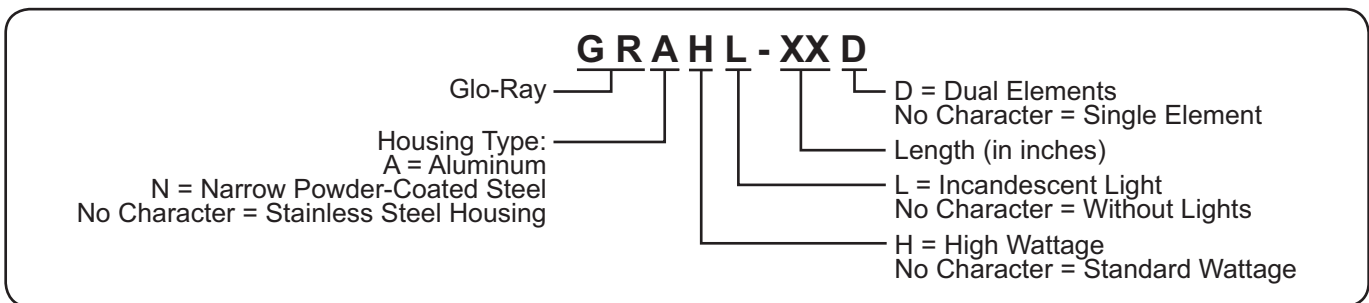 G R A H L - XX D
Glo-Ray
Housing Type:
A = Aluminum
N = Narrow Powder-Coated Steel
No Character = Stainless Steel Housing
D = Dual Elements
No Character = Single Element
Length (in inches)
L = Incandescent Light
No Character = Without Lights
H = High Wattage
No Character = Standard Wattage